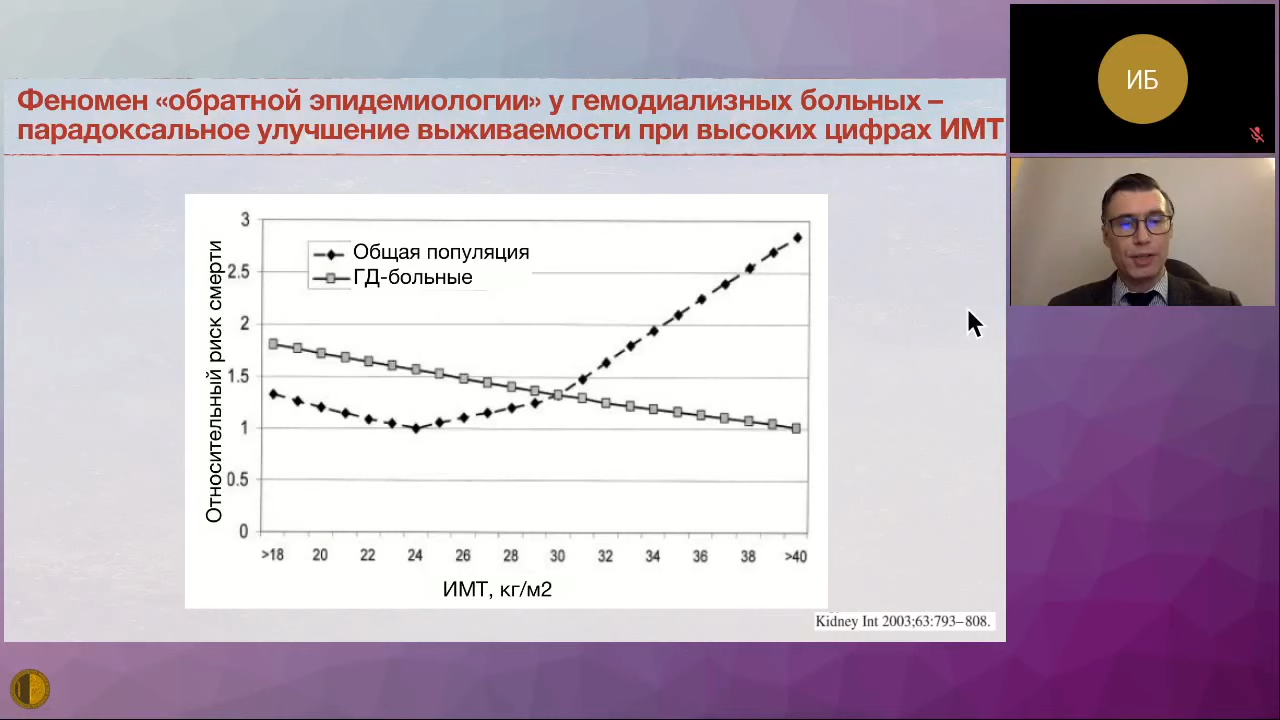 Феномен «обратной эпидемиологии» у гемодиализных больных –
парадоксальное улучшение выживаемости при высоких цифрах ИМТ
ИБ
Относительный риск смерти
3
2.5
2
1.5
1
0.5
0
Общая популяция
ГД-больные
>18 20 22 24 26 28 30 32 34 36 38 >40
ИМТ, кг/м2
Kidney Int 2003;63:793–808.